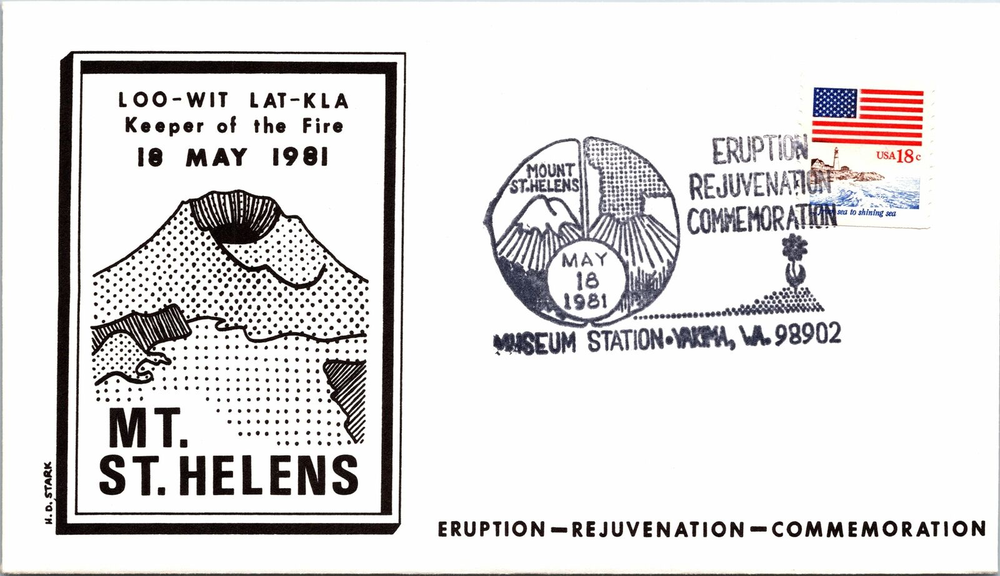 LOO-WIT LAT-KLA
Keeper of the Fire
18 MAY 1981
MT.
ST. HELENS
H. D. STARK
MOUNT
ST. HELENS
MAY
18
1981
ERUPTION
REJUVENATION
COMMEMORATION
MUSEUM STATION • YAKIMA, WA. 98902
USA 18c
...from sea to shining sea
ERUPTION—REJUVENATION—COMMEMORATION